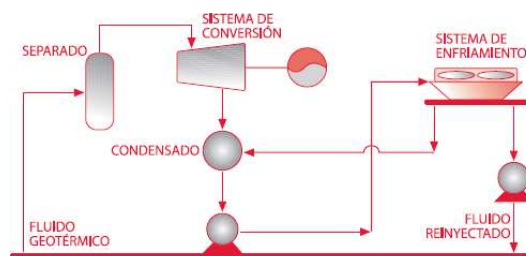 SISTEMA DE
CONVERSIÓN
SEPARADO
SISTEMA DE
ENFRIAMIENTO
CONDENSADO
FLUIDO
GEOTÉRMICO
FLUIDO
REINYECTADO